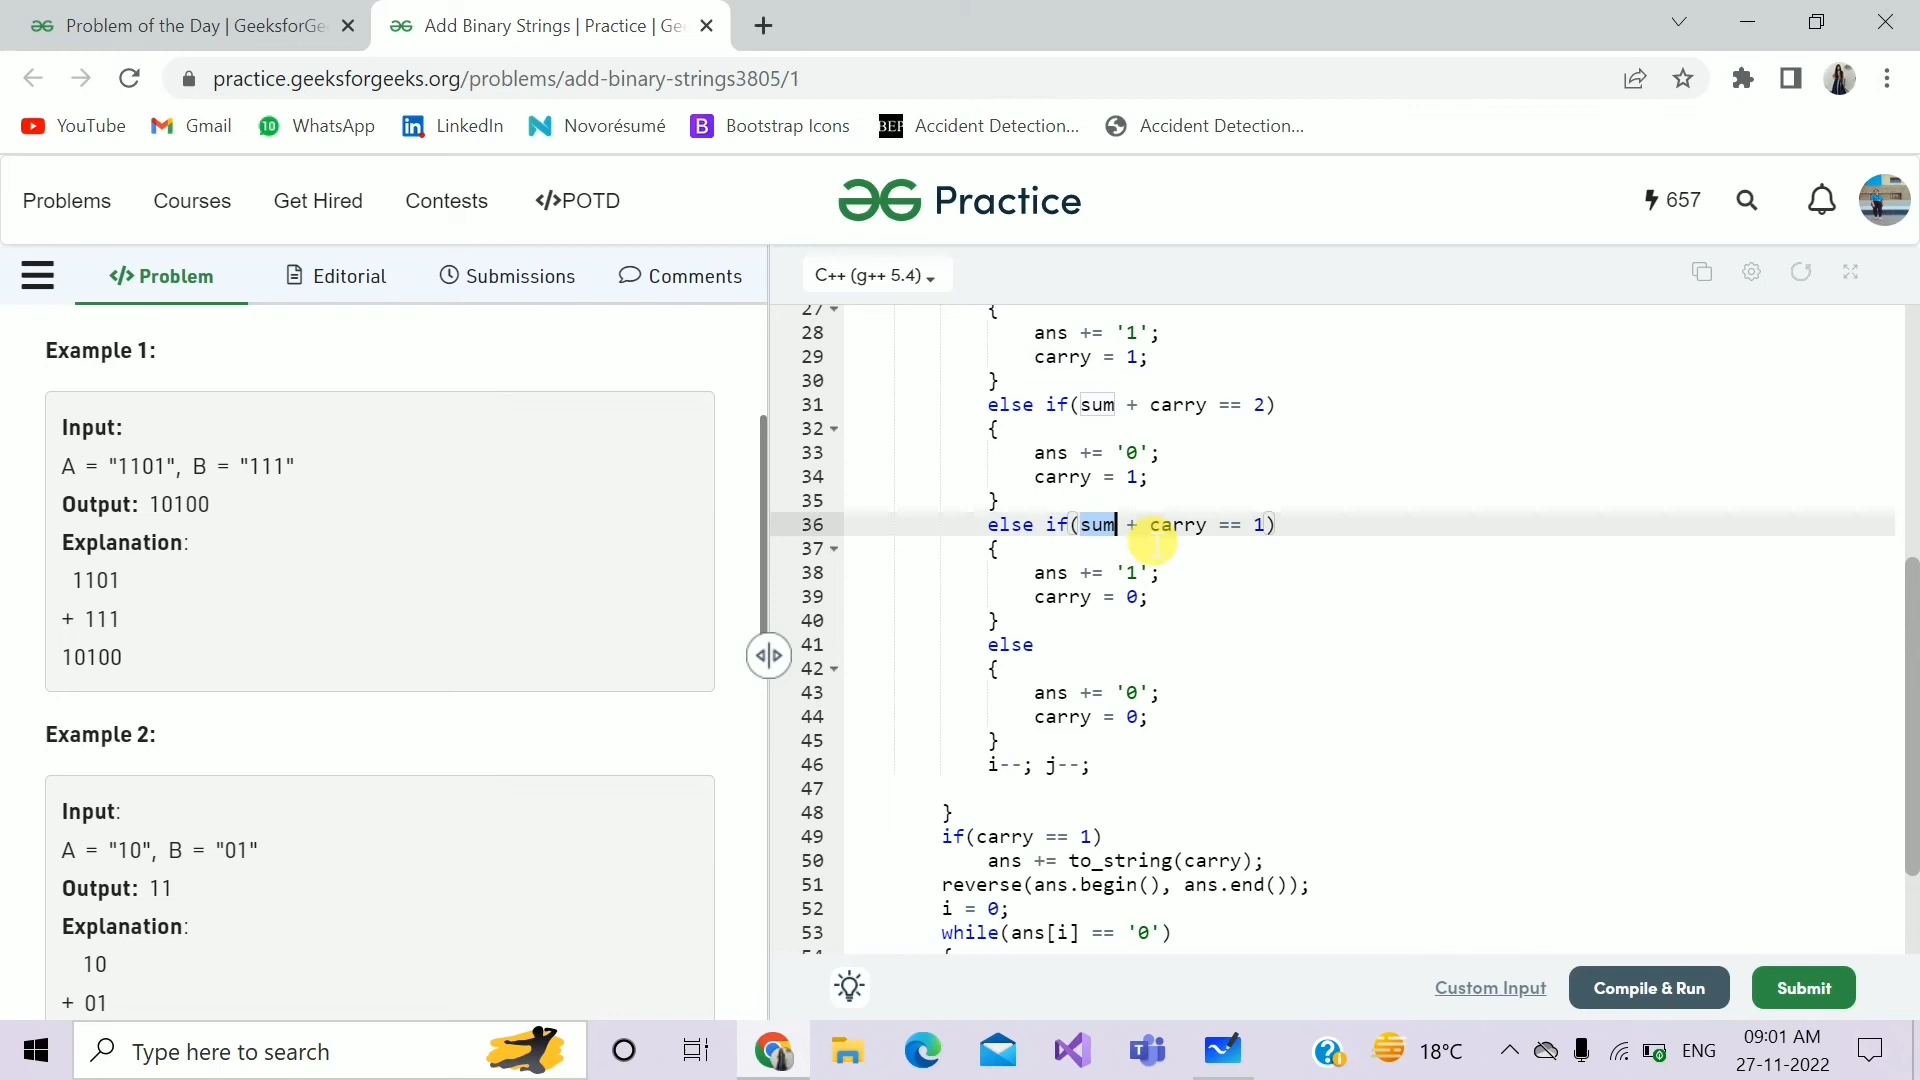 Problem of the Day | GeeksforGe
Add Binary Strings | Practice | Ge
practice.geeksforgeeks.org/problems/add-binary-strings3805/1
YouTube
Gmail
10
WhatsApp
LinkedIn
Novorésumé
B
Bootstrap Icons
BEP
Accident Detection...
Accident Detection...
Problems
Courses
Get Hired
Contests
</>POTD
Practice
657
</> Problem
Editorial
Submissions
Comments
C++ (g++ 5.4)
Example 1:
Input:
A = "1101", B = "111"
Output: 10100
Explanation:
1101
+ 111
10100
Example 2:
Input:
A = "10", B = "01"
Output: 11
Explanation:
10
+ 01
27 {
28 ans += '1';
29 carry = 1;
30 }
31 else if(sum + carry == 2)
32 {
33 ans += '0';
34 carry = 1;
35 }
36 else if(sum + carry == 1)
37 {
38 ans += '1';
39 carry = 0;
40 }
41 else
42 {
43 ans += '0';
44 carry = 0;
45 }
46 i--; j--;
47
48 }
49 if(carry == 1)
50 ans += to_string(carry);
51 reverse(ans.begin(), ans.end());
52 i = 0;
53 while(ans[i] == '0')
Custom Input
Compile & Run
Submit
Type here to search
18°C
ENG
09:01 AM
27-11-2022